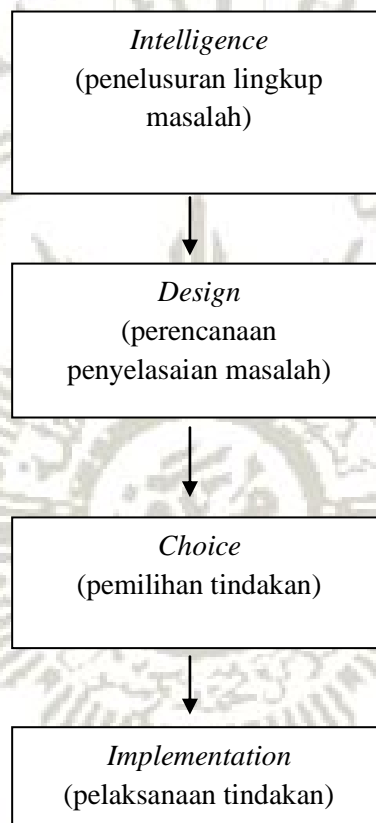 Intelligence
(penelusuran lingkup
masalah)
Design
(perencanaan
penyelasaian masalah)
Choice
(pemilihan tindakan)
Implementation
(pelaksanaan tindakan)